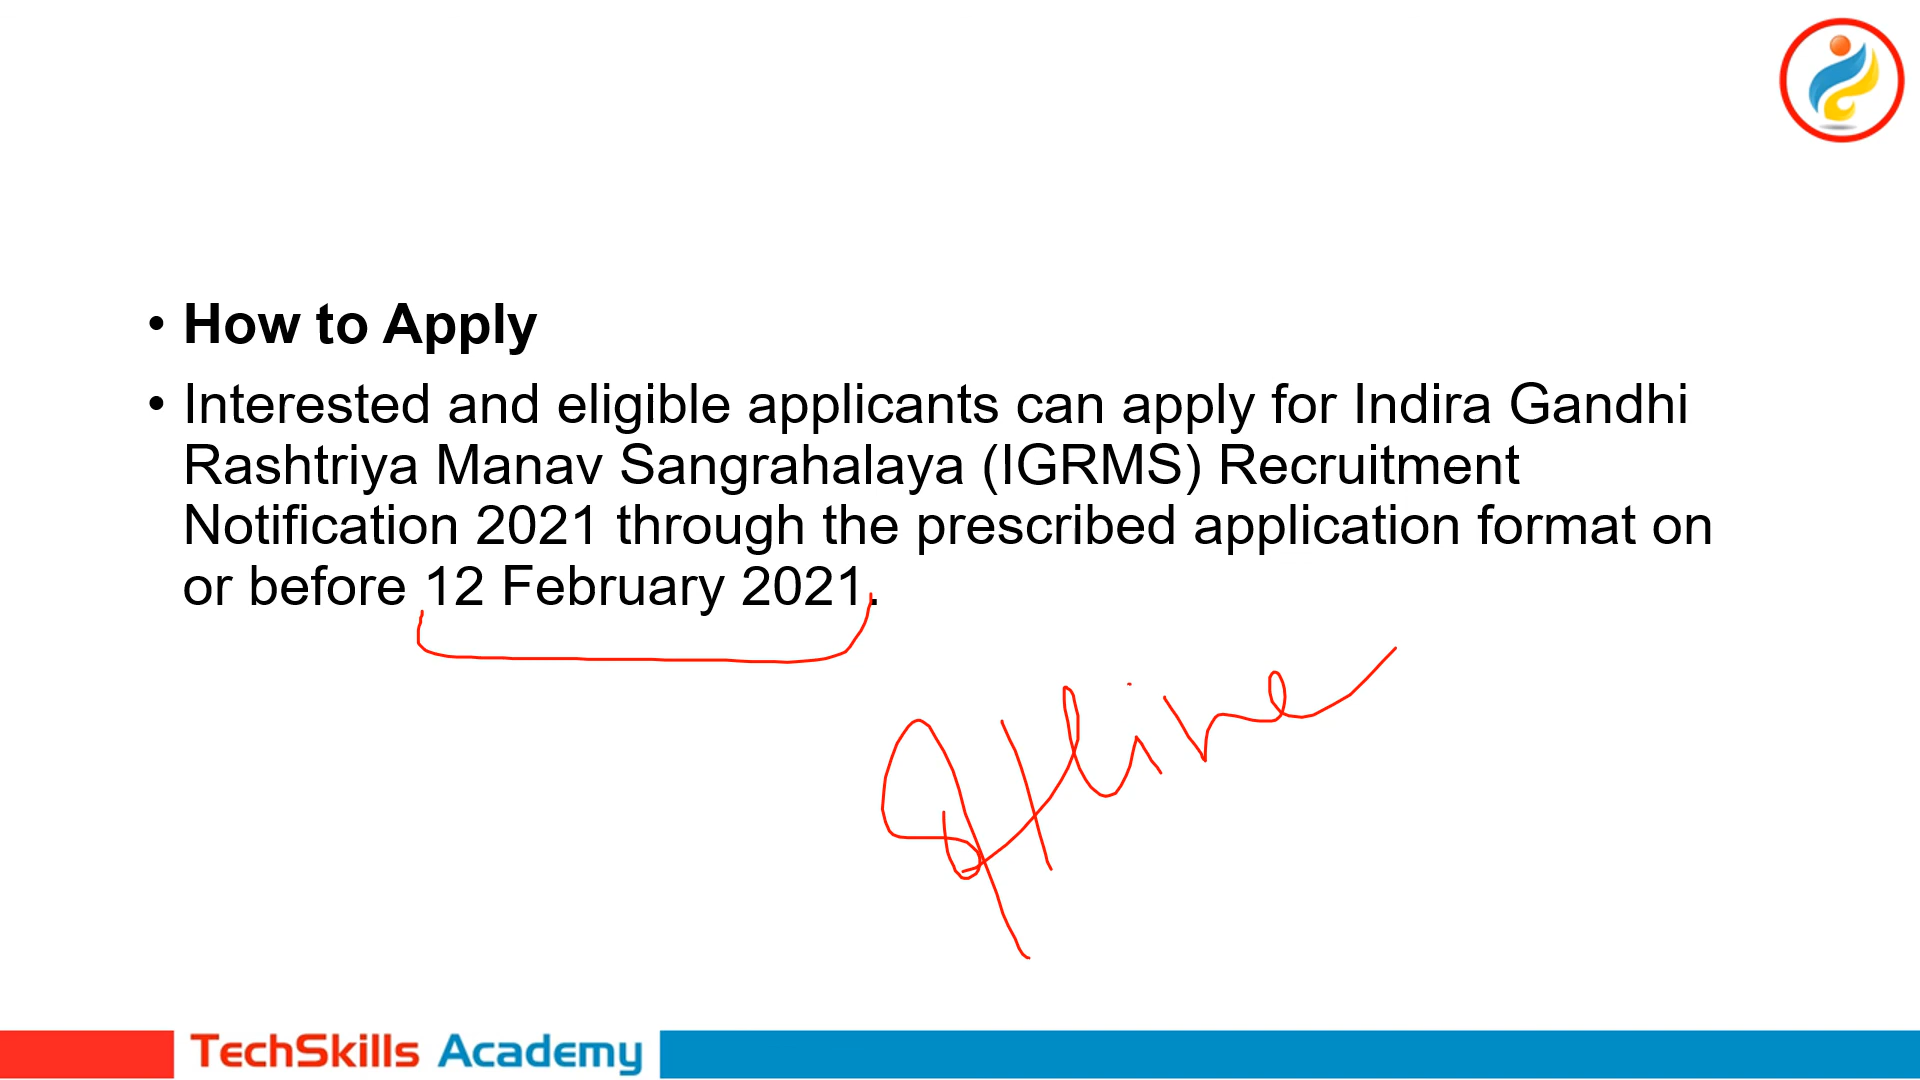 • How to Apply
• Interested and eligible applicants can apply for Indira Gandhi
Rashtriya Manav Sangrahalaya (IGRMS) Recruitment
Notification 2021 through the prescribed application format on
or before 12 February 2021.
TechSkills Academy